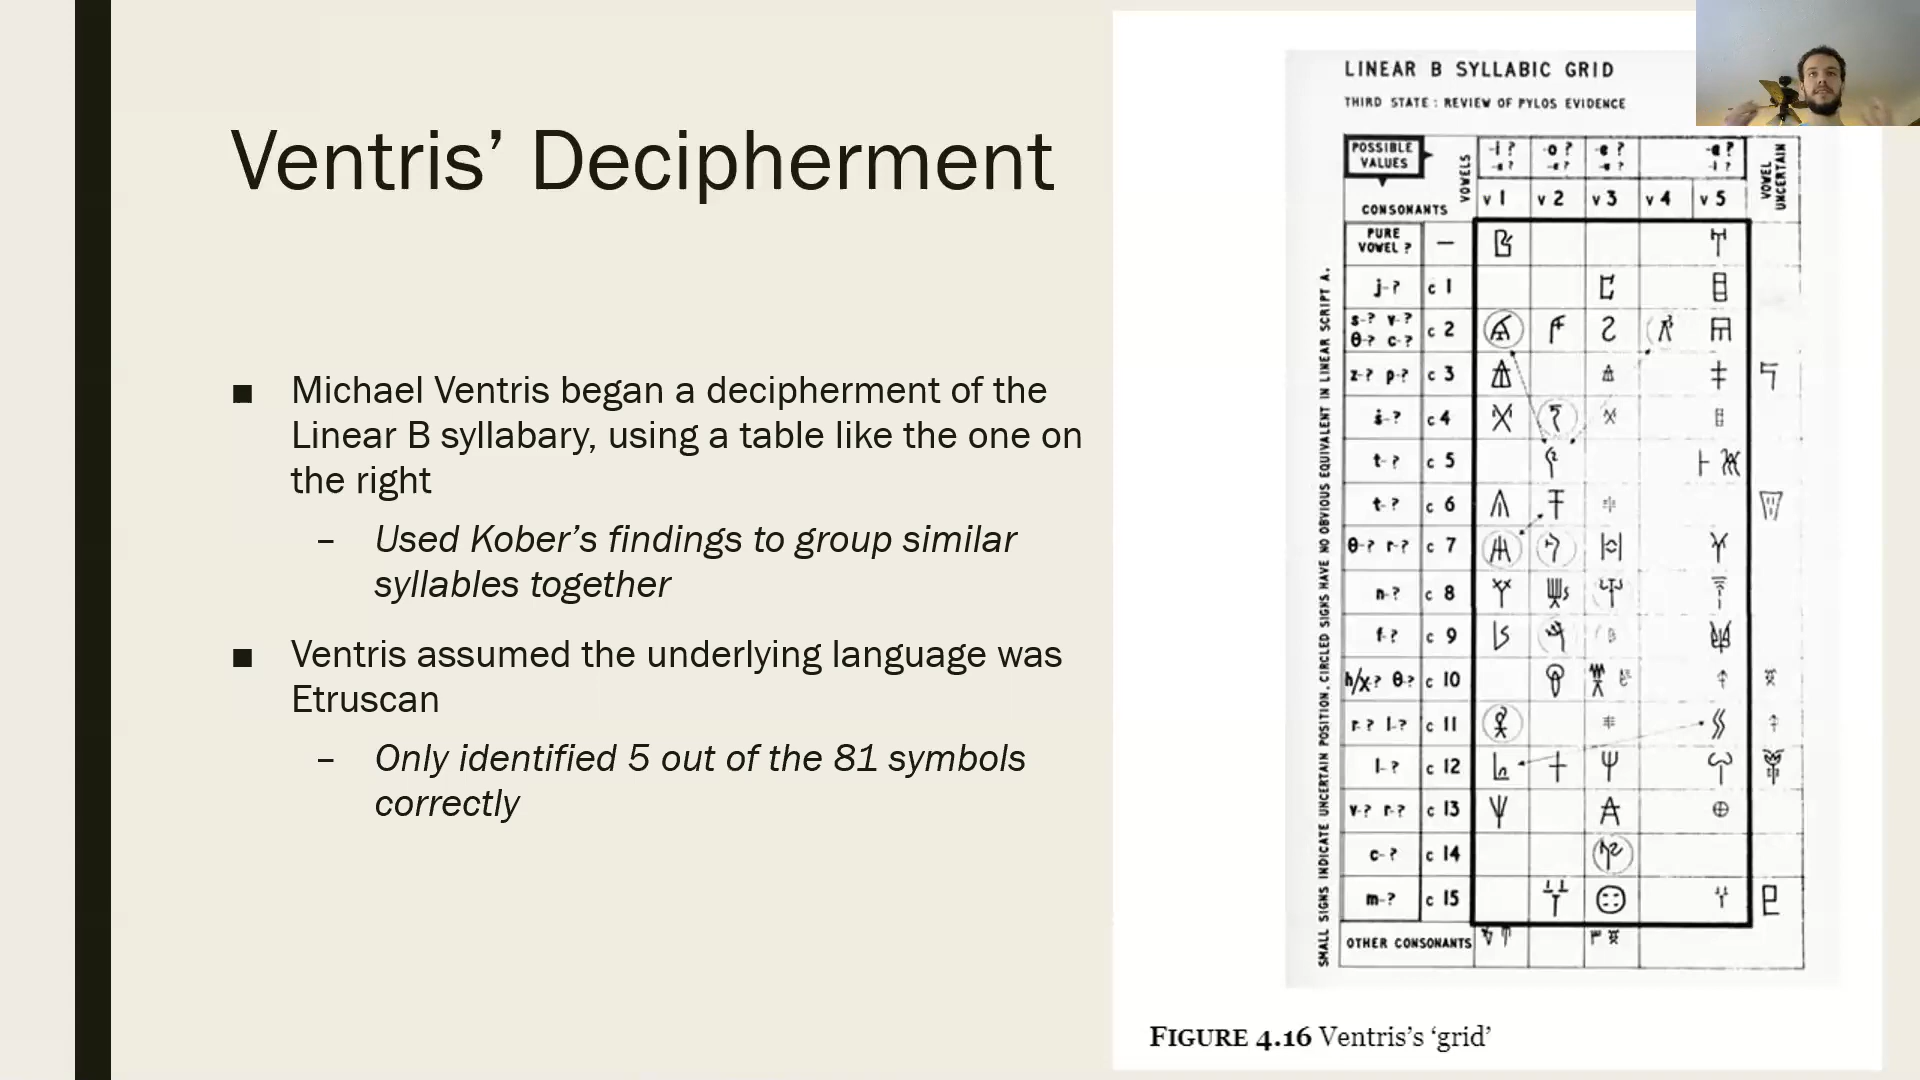 Ventris’ Decipherment
■ Michael Ventris began a decipherment of the
Linear B syllabary, using a table like the one on
the right
– Used Kober’s findings to group similar
syllables together
■ Ventris assumed the underlying language was
Etruscan
– Only identified 5 out of the 81 symbols
correctly
LINEAR B SYLLABIC GRID
THIRD STATE : REVIEW OF PYLOS EVIDENCE
POSSIBLE
VALUES
VOWELS
-i ? -o ? -e ? -a ?
VOWEL
UNCERTAIN
CONSONANTS
v 1 v 2 v 3 v 4 v 5
PURE
VOWEL ? —
j-? c 1
s-? v-?
θ-? c-? c 2
z-? p-? c 3
š-? c 4
t-? c 5
t-? c 6
θ-? r-? c 7
n-? c 8
f-? c 9
h/x? θ? c 10
r-? l-? c 11
l-? c 12
v-? r-? c 13
c-? c 14
m-? c 15
OTHER CONSONANTS
SMALL SIGNS INDICATE UNCERTAIN POSITION. CIRCLED SIGNS HAVE NO OBVIOUS EQUIVALENT IN LINEAR SCRIPT A.
FIGURE 4.16 Ventris’s ‘grid’